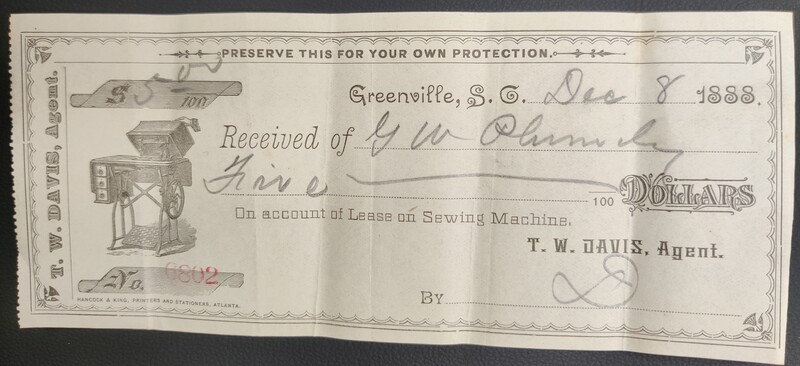 PRESERVE THIS FOR YOUR OWN PROTECTION.
T. W. DAVIS, Agent.
$ 5.00/100
Greenville, S. C. Dec 8 1888.
Received of G W
Five /100 DOLLARS
On account of Lease on Sewing Machine,
T. W. DAVIS, Agent.
No. 6802
By D
HANCOCK & KING, PRINTERS AND STATIONERS, ATLANTA.